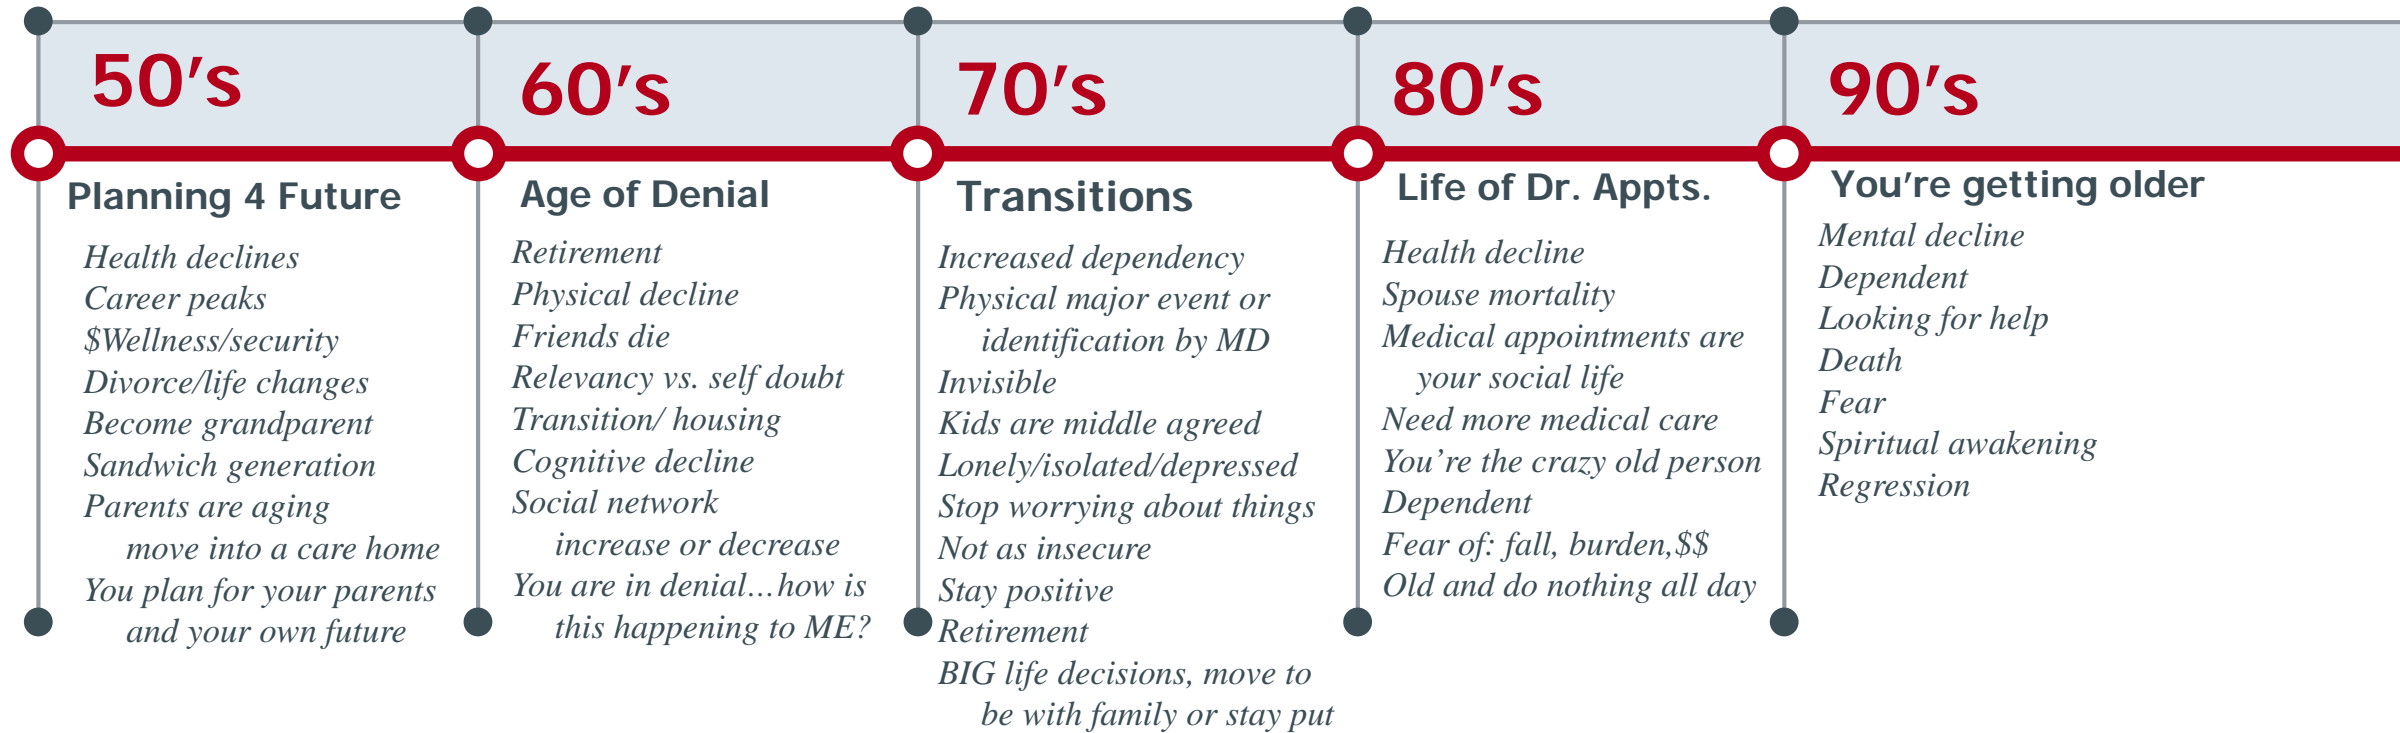 50's
Planning 4 Future
Health declines
Career peaks
$Wellness/security
Divorce/life changes
Become grandparent
Sandwich generation
Parents are aging
move into a care home
You plan for your parents
and your own future
60's
Age of Denial
Retirement
Physical decline
Friends die
Relevancy vs. self doubt
Transition/ housing
Cognitive decline
Social network
increase or decrease
You are in denial...how is
this happening to ME?
70's
Transitions
Increased dependency
Physical major event or
identification by MD
Invisible
Kids are middle agreed
Lonely/isolated/depressed
Stop worrying about things
Not as insecure
Stay positive
Retirement
BIG life decisions, move to
be with family or stay put
80's
Life of Dr. Appts.
Health decline
Spouse mortality
Medical appointments are
your social life
Need more medical care
You're the crazy old person
Dependent
Fear of: fall, burden,$$
Old and do nothing all day
90's
You're getting older
Mental decline
Dependent
Looking for help
Death
Fear
Spiritual awakening
Regression